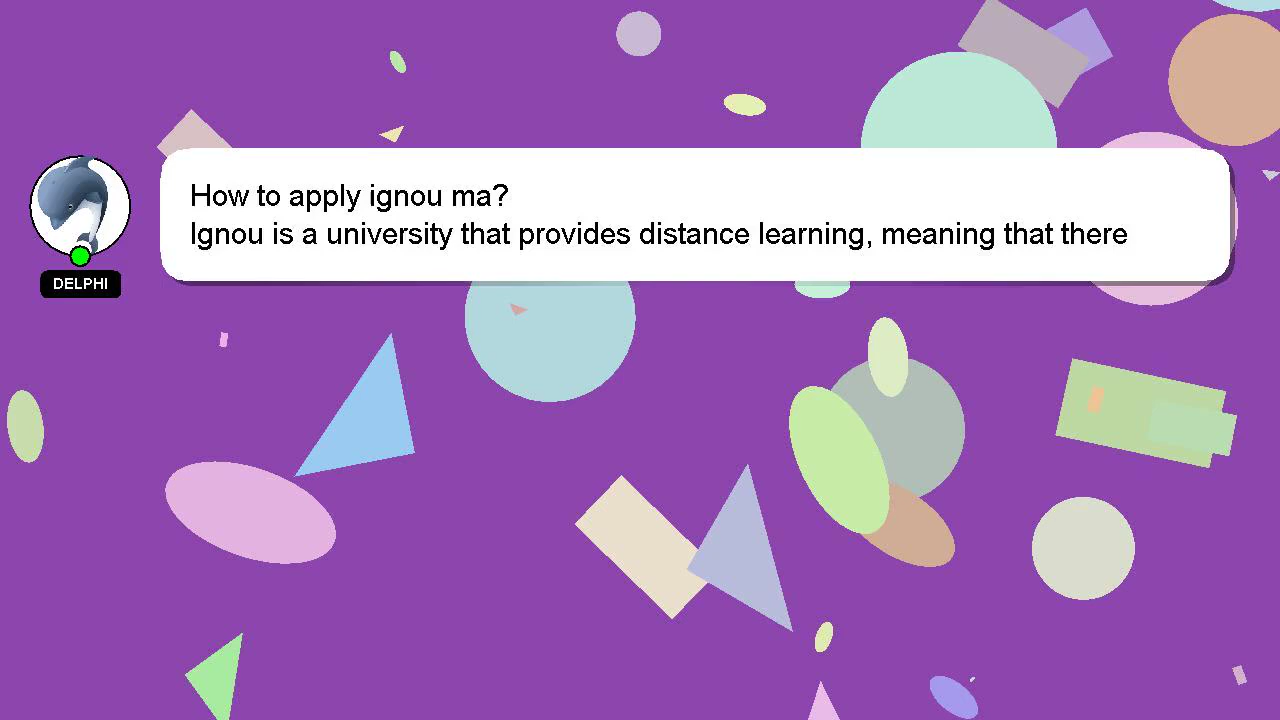 How to apply ignou ma?
Ignou is a university that provides distance learning, meaning that there
DELPHI